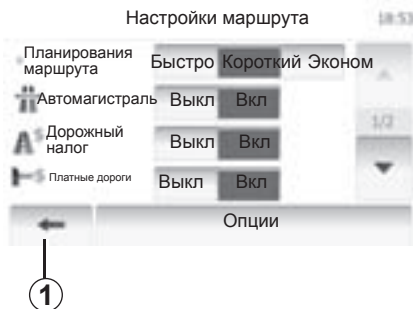 Настройки маршрута 18:53
Планирования маршрута Быстро Короткий Эконом
Автомагистраль Выкл Вкл
1/2
Дорожный налог Выкл Вкл
Платные дороги Выкл Вкл
Опции
1